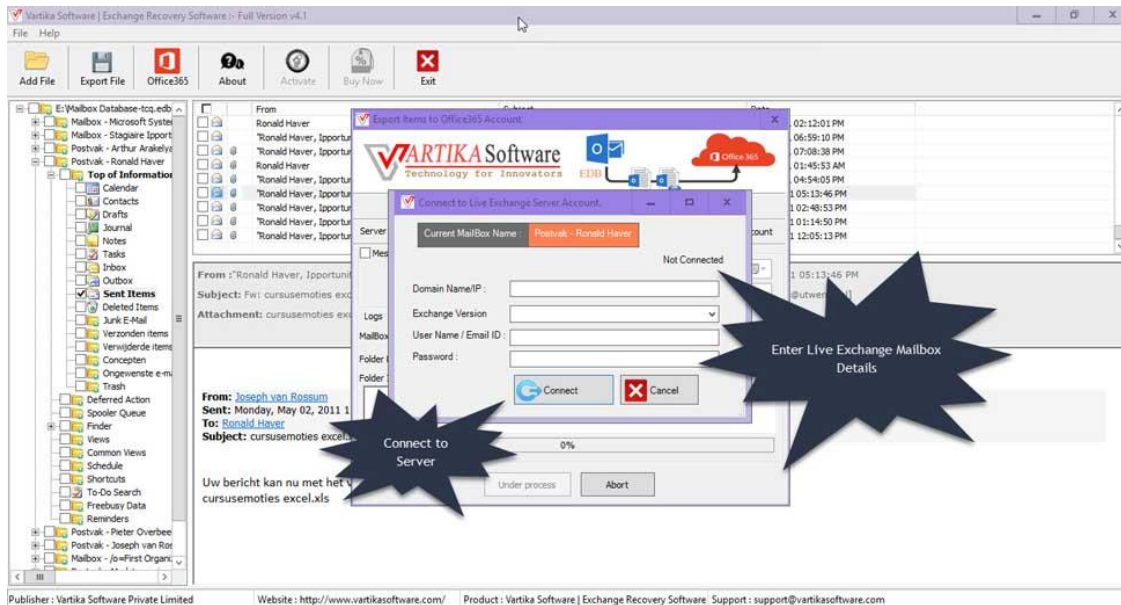 Vartika Software | Exchange Recovery Software :- Full Version v4.1
File Help
Add File Export File Office365 About Activate Buy Now Exit
E:\Mailbox Database-tcq.edb
Mailbox - Microsoft System
Mailbox - Stagiaire Ipport
Postvak - Arthur Arakelya
Postvak - Ronald Haver
Top of Information
Calendar
Contacts
Drafts
Journal
Notes
Tasks
Inbox
Outbox
Sent Items
Deleted Items
Junk E-Mail
Verzonden items
Verwijderde items
Concepten
Ongewenste e-ma
Trash
Deferred Action
Spooler Queue
Finder
Views
Common Views
Schedule
Shortcuts
To-Do Search
Freebusy Data
Reminders
Postvak - Pieter Overbee
Postvak - Joseph van Ros
Mailbox - /o=First Organi
From
Ronald Haver 02:12:01 PM
"Ronald Haver, Ipportun 06:59:10 PM
"Ronald Haver, Ipportun 07:08:38 PM
Ronald Haver 01:45:53 AM
"Ronald Haver, Ipportun 04:54:05 PM
"Ronald Haver, Ipportun 1 05:13:46 PM
"Ronald Haver, Ipportun 1 02:48:53 PM
"Ronald Haver, Ipportun 1 01:14:50 PM
"Ronald Haver, Ipportun 1 12:05:13 PM
From :"Ronald Haver, Ipportunit 1 05:13:46 PM
Subject: Fw: cursusemoties exc
Attachment: cursusemoties exc
From: Joseph van Rossum
Sent: Monday, May 02, 2011 1
To: Ronald Haver
Subject: cursusemoties excel
Uw bericht kan nu met het
cursusemoties excel.xls
Export Items to Office365 Account
VARTIKA Software
Technology for Innovators
EDB
Office 365
Server
Mes
Logs
MailBox
Folder
Folder
Connect to Live Exchange Server Account.
Current MailBox Name : Postvak - Ronald Haver
Not Connected
Domain Name/IP :
Exchange Version
User Name / Email ID :
Password :
Connect Cancel
0%
Under process Abort
Connect to
Server
Enter Live Exchange Mailbox
Details
Publisher : Vartika Software Private Limited Website : http://www.vartikasoftware.com/ Product : Vartika Software | Exchange Recovery Software Support : support@vartikasoftware.com